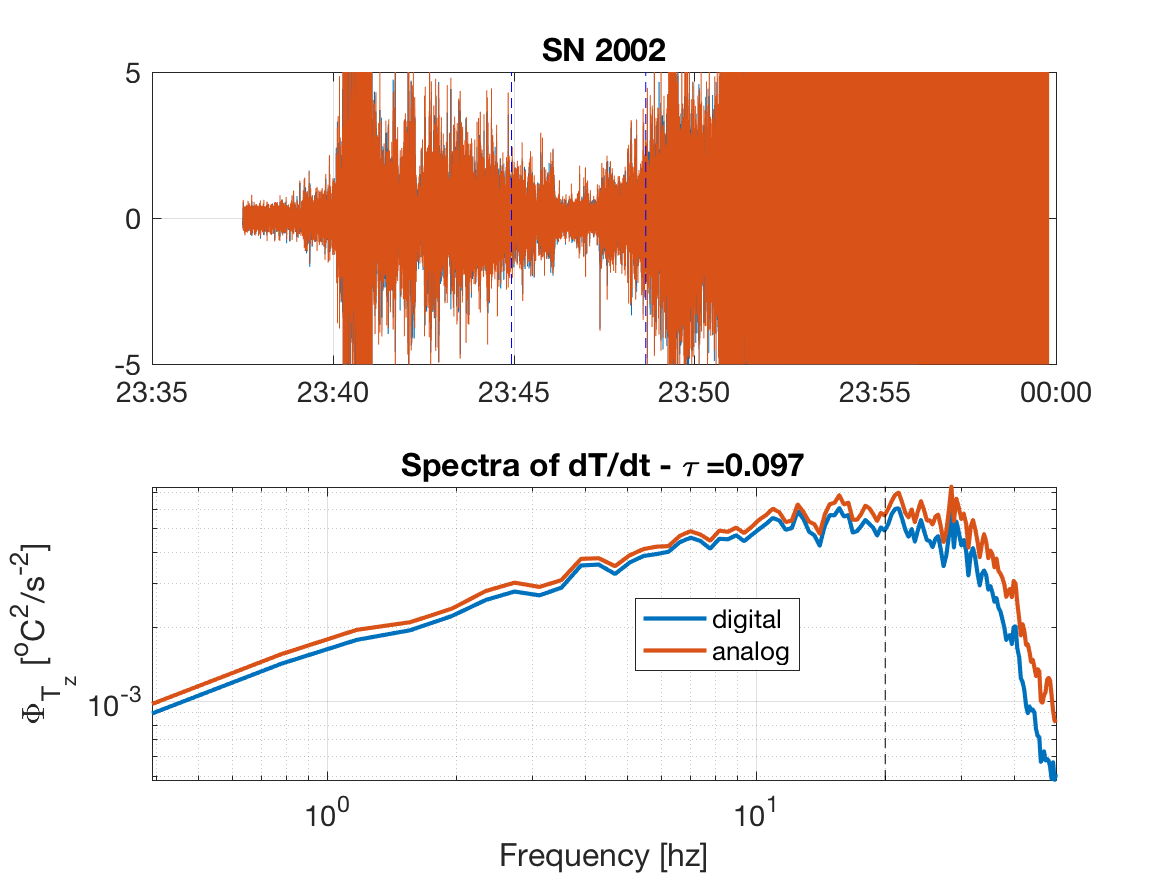 SN 2002
5
0
-5
23:35 23:40 23:45 23:50 23:55 00:00
Spectra of dT/dt - τ =0.097
Φ_{T_z} [°C²/s⁻²]
10⁻³
digital
analog
10⁰ 10¹
Frequency [hz]